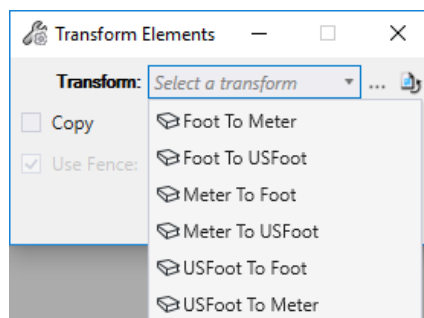 Transform Elements
Transform: Select a transform ...
Copy
Foot To Meter
Use Fence:
Foot To USFoot
Meter To Foot
Meter To USFoot
USFoot To Foot
USFoot To Meter